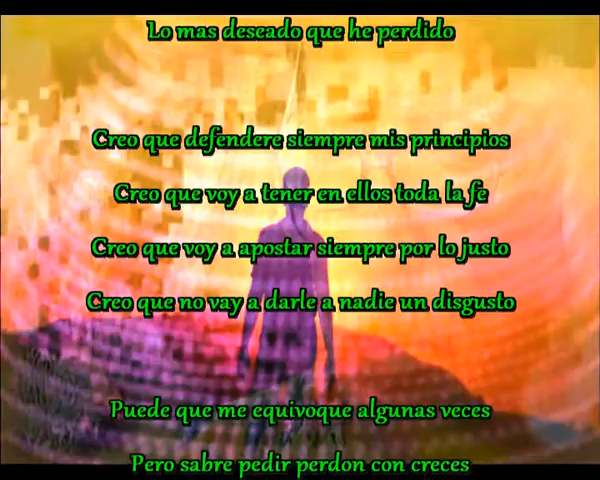 Lo mas deseado que he perdido
Creo que defendere siempre mis principios
Creo que voy a tener en ellos toda la fe
Creo que voy a apostar siempre por lo justo
Creo que no vay a darle a nadie un disgusto
Puede que me equivoque algunas veces
Pero sabre pedir perdon con creces